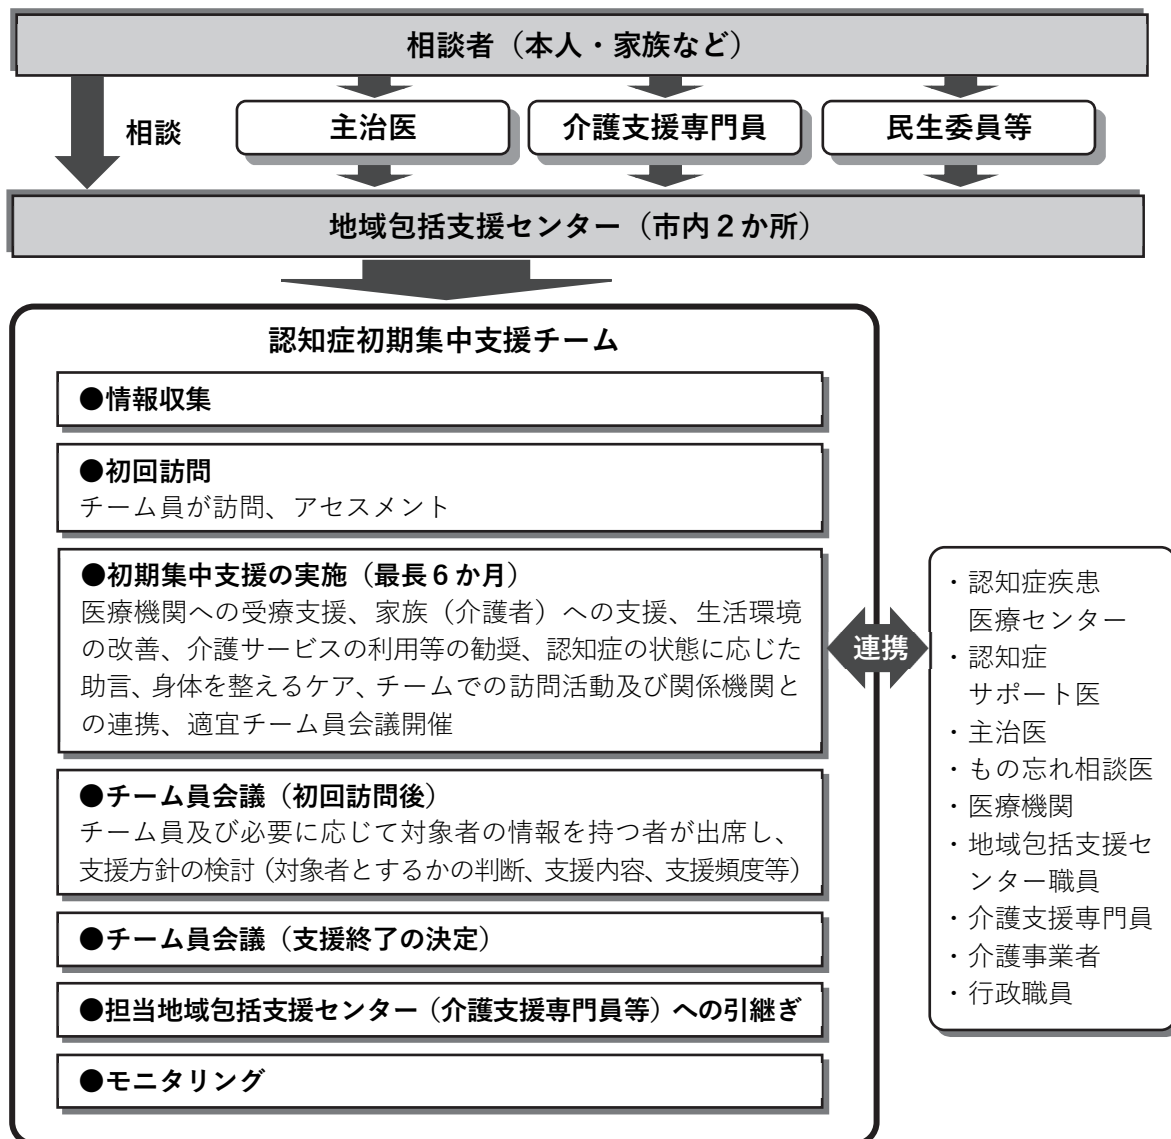 相談者（本人・家族など）
相談
主治医
介護支援専門員
民生委員等
地域包括支援センター（市内２か所）
認知症初期集中支援チーム
●情報収集
●初回訪問
チーム員が訪問、アセスメント
●初期集中支援の実施（最長６か月）
医療機関への受療支援、家族（介護者）への支援、生活環境
の改善、介護サービスの利用等の勧奨、認知症の状態に応じた
助言、身体を整えるケア、チームでの訪問活動及び関係機関と
の連携、適宜チーム員会議開催
●チーム員会議（初回訪問後）
チーム員及び必要に応じて対象者の情報を持つ者が出席し、
支援方針の検討（対象者とするかの判断、支援内容、支援頻度等）
●チーム員会議（支援終了の決定）
●担当地域包括支援センター（介護支援専門員等）への引継ぎ
●モニタリング
連携
・認知症疾患
医療センター
・認知症
サポート医
・主治医
・もの忘れ相談医
・医療機関
・地域包括支援セ
ンター職員
・介護支援専門員
・介護事業者
・行政職員